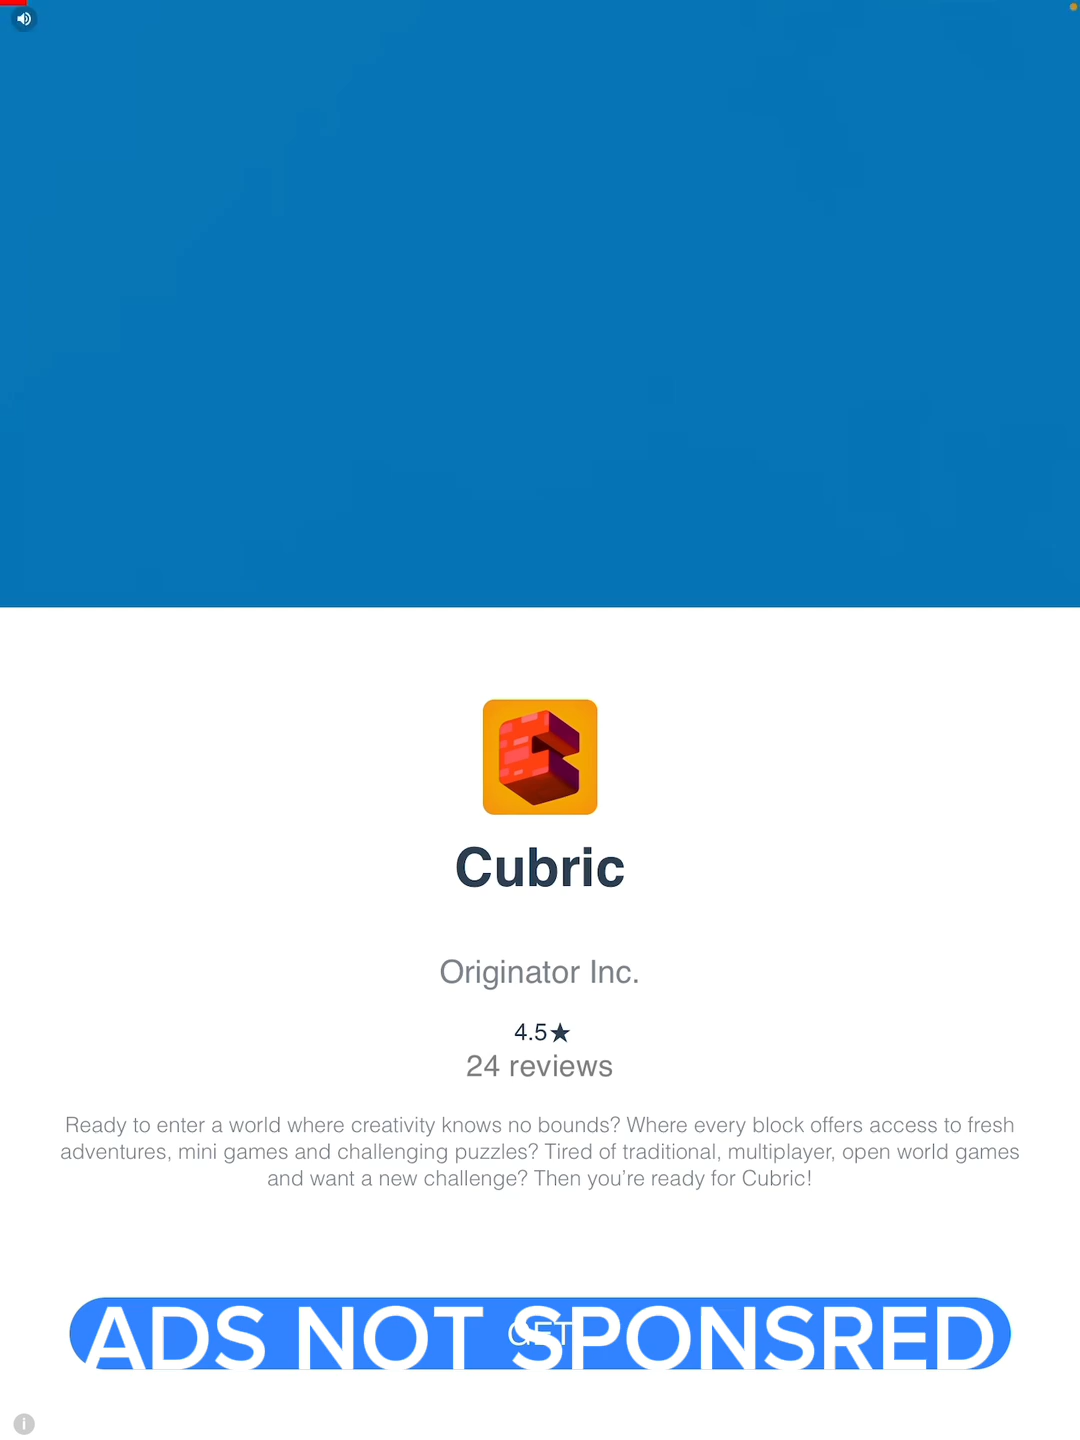 Cubric
Originator Inc.
4.5★
24 reviews
Ready to enter a world where creativity knows no bounds? Where every block offers access to fresh
adventures, mini games and challenging puzzles? Tired of traditional, multiplayer, open world games
and want a new challenge? Then you’re ready for Cubric!
GET
ADS NOT SPONSRED